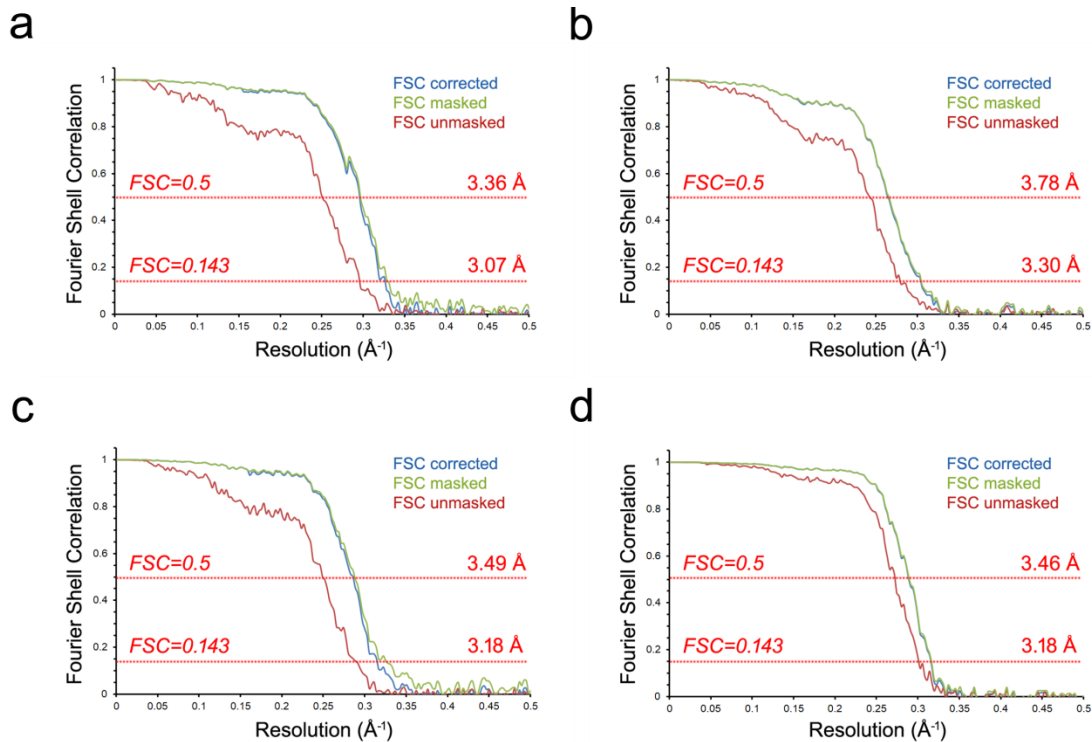 a
Fourier Shell Correlation
1
0.8
0.6
0.4
0.2
0
FSC corrected
FSC masked
FSC unmasked
FSC=0.5 3.36 Å
FSC=0.143 3.07 Å
0 0.05 0.1 0.15 0.2 0.25 0.3 0.35 0.4 0.45 0.5
Resolution (Å-1)
b
Fourier Shell Correlation
1
0.8
0.6
0.4
0.2
0
FSC corrected
FSC masked
FSC unmasked
FSC=0.5 3.78 Å
FSC=0.143 3.30 Å
0 0.05 0.1 0.15 0.2 0.25 0.3 0.35 0.4 0.45 0.5
Resolution (Å-1)
c
Fourier Shell Correlation
1
0.8
0.6
0.4
0.2
0
FSC corrected
FSC masked
FSC unmasked
FSC=0.5 3.49 Å
FSC=0.143 3.18 Å
0 0.05 0.1 0.15 0.2 0.25 0.3 0.35 0.4 0.45 0.5
Resolution (Å-1)
d
Fourier Shell Correlation
1
0.8
0.6
0.4
0.2
0
FSC corrected
FSC masked
FSC unmasked
FSC=0.5 3.46 Å
FSC=0.143 3.18 Å
0 0.05 0.1 0.15 0.2 0.25 0.3 0.35 0.4 0.45 0.5
Resolution (Å-1)